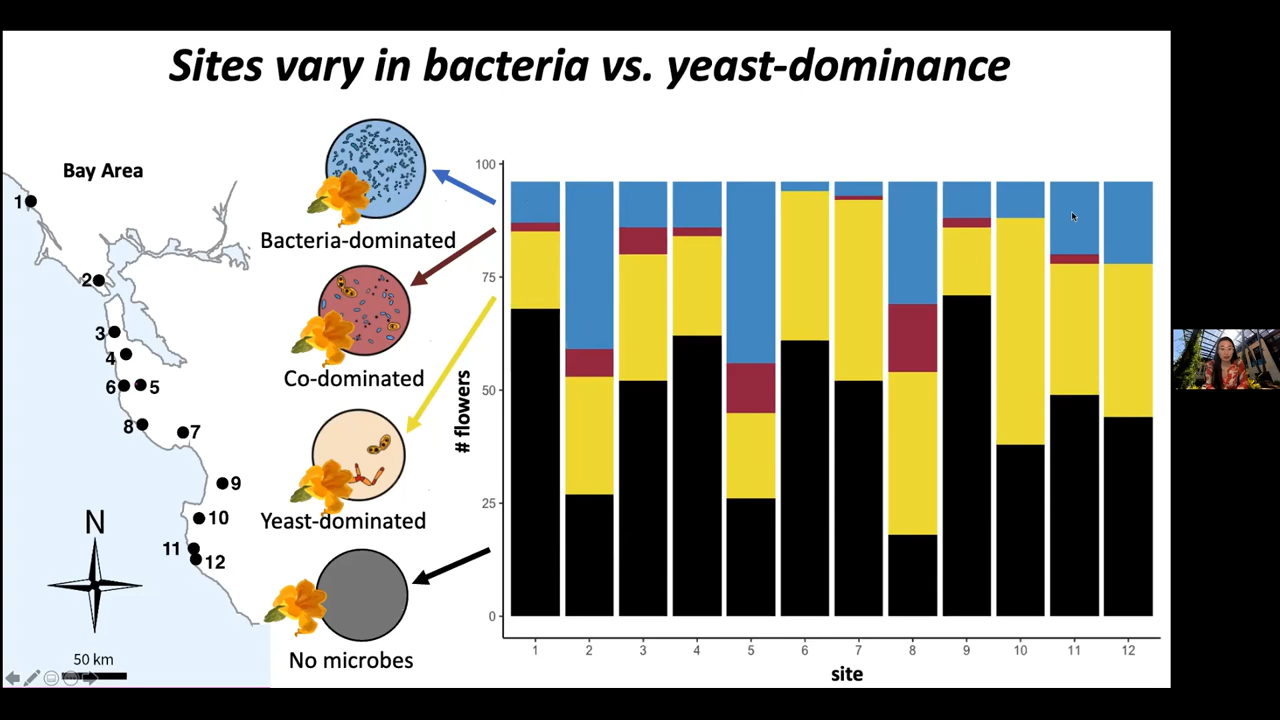 Sites vary in bacteria vs. yeast-dominance
Bay Area
1
2
3
4
6
5
8
7
9
10
11
12
N
50 km
Bacteria-dominated
Co-dominated
Yeast-dominated
No microbes
# flowers
100
75
50
25
0
1 2 3 4 5 6 7 8 9 10 11 12
site